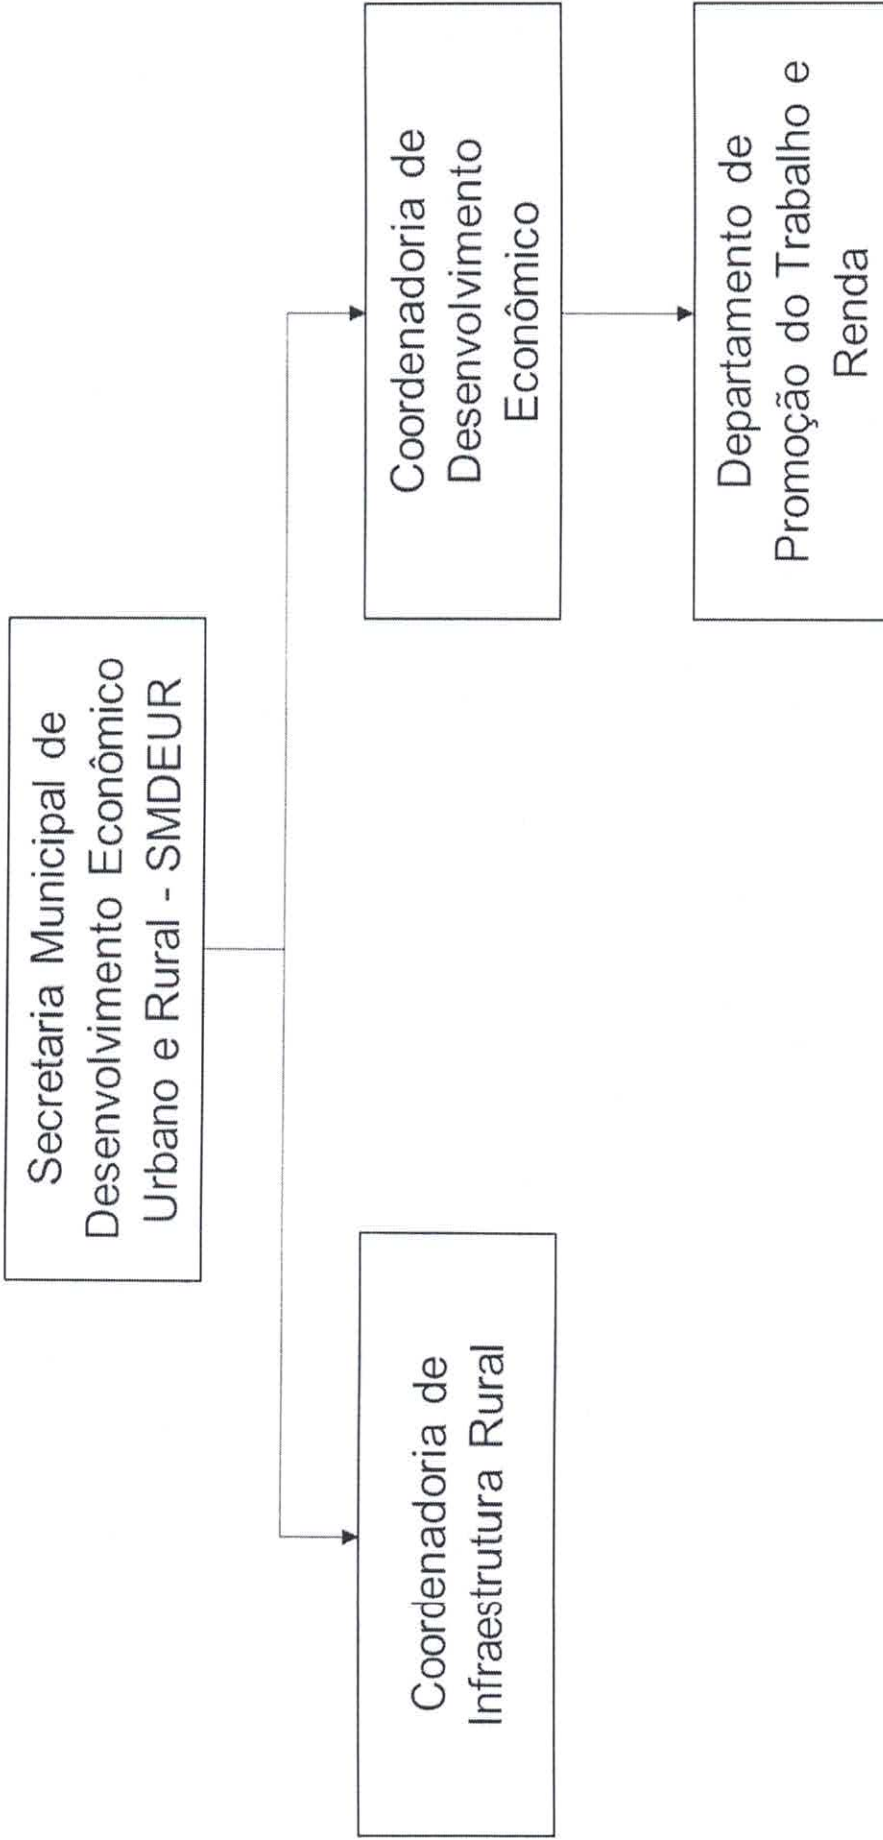 Secretaria Municipal de
Desenvolvimento Econômico
Urbano e Rural - SMDEUR
Coordenadoria de
Infraestrutura Rural
Coordenadoria de
Desenvolvimento
Econômico
Departamento de
Promoção do Trabalho e
Renda